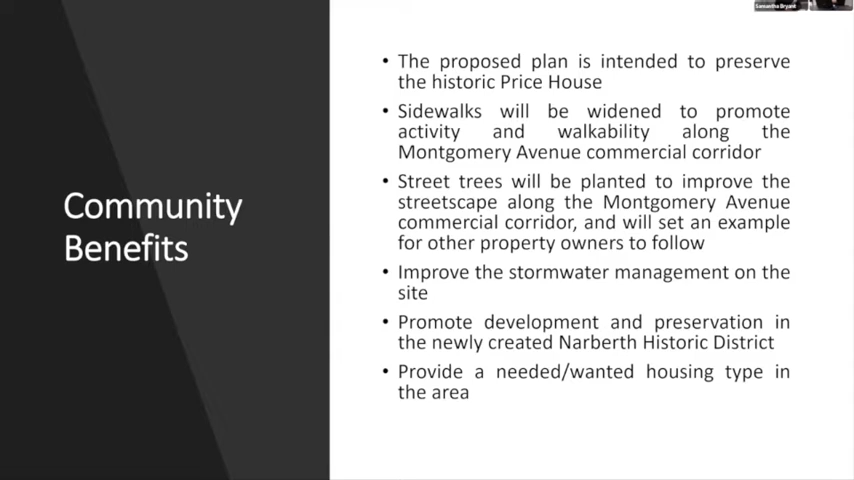 Samantha Bryant
Community
Benefits
• The proposed plan is intended to preserve
the historic Price House
• Sidewalks will be widened to promote
activity and walkability along the
Montgomery Avenue commercial corridor
• Street trees will be planted to improve the
streetscape along the Montgomery Avenue
commercial corridor, and will set an example
for other property owners to follow
• Improve the stormwater management on the
site
• Promote development and preservation in
the newly created Narberth Historic District
• Provide a needed/wanted housing type in
the area